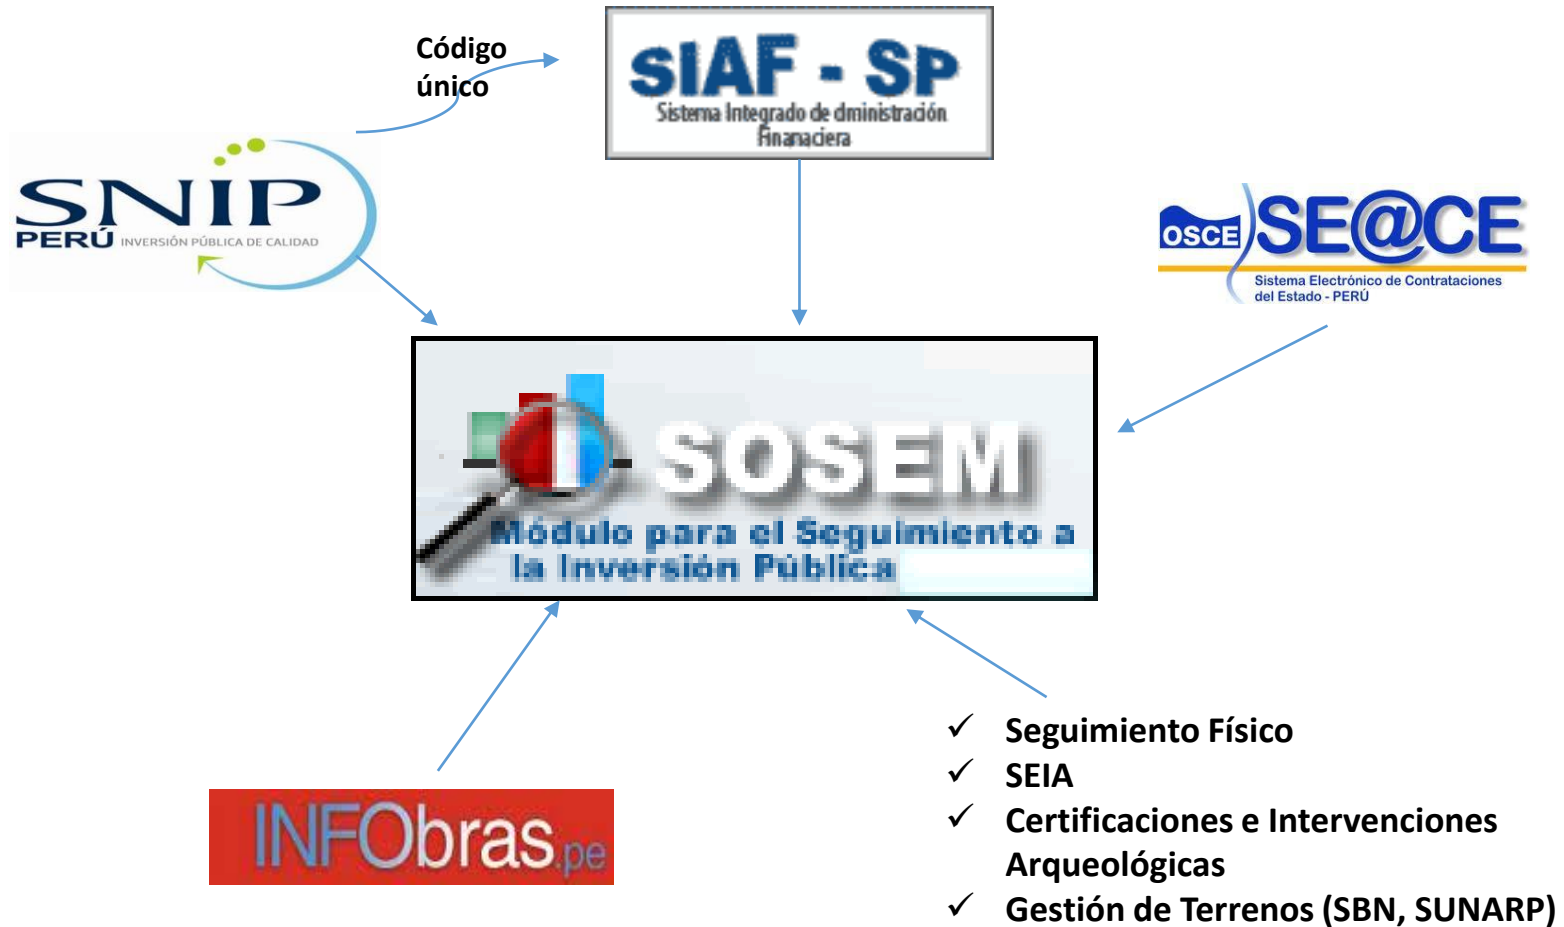 Código
único
SIAF - SP
Sistema Integrado de dministración
Finanaciera
SNIP
PERÚ INVERSIÓN PÚBLICA DE CALIDAD
OSCE SE@CE
Sistema Electrónico de Contrataciones
del Estado - PERÚ
SOSEM
Módulo para el Seguimiento a
la Inversión Pública
INFObras.pe
✓ Seguimiento Físico
✓ SEIA
✓ Certificaciones e Intervenciones
Arqueológicas
✓ Gestión de Terrenos (SBN, SUNARP)